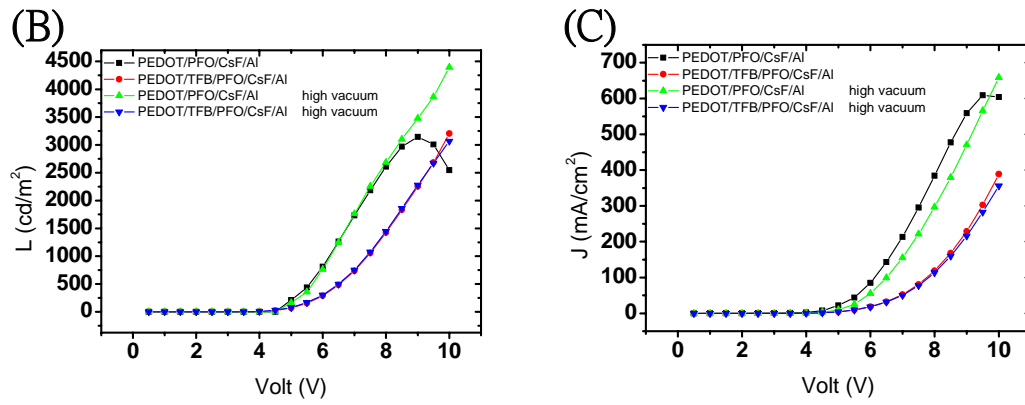 (B)
4500
4000
3500
3000
2500
2000
1500
1000
500
0
L (cd/m²)
PEDOT/PFO/CsF/Al
PEDOT/TFB/PFO/CsF/Al
PEDOT/PFO/CsF/Al high vacuum
PEDOT/TFB/PFO/CsF/Al high vacuum
0 2 4 6 8 10
Volt (V)
(C)
700
600
500
400
300
200
100
0
J (mA/cm²)
PEDOT/PFO/CsF/Al
PEDOT/TFB/PFO/CsF/Al
PEDOT/PFO/CsF/Al high vacuum
PEDOT/TFB/PFO/CsF/Al high vacuum
0 2 4 6 8 10
Volt (V)